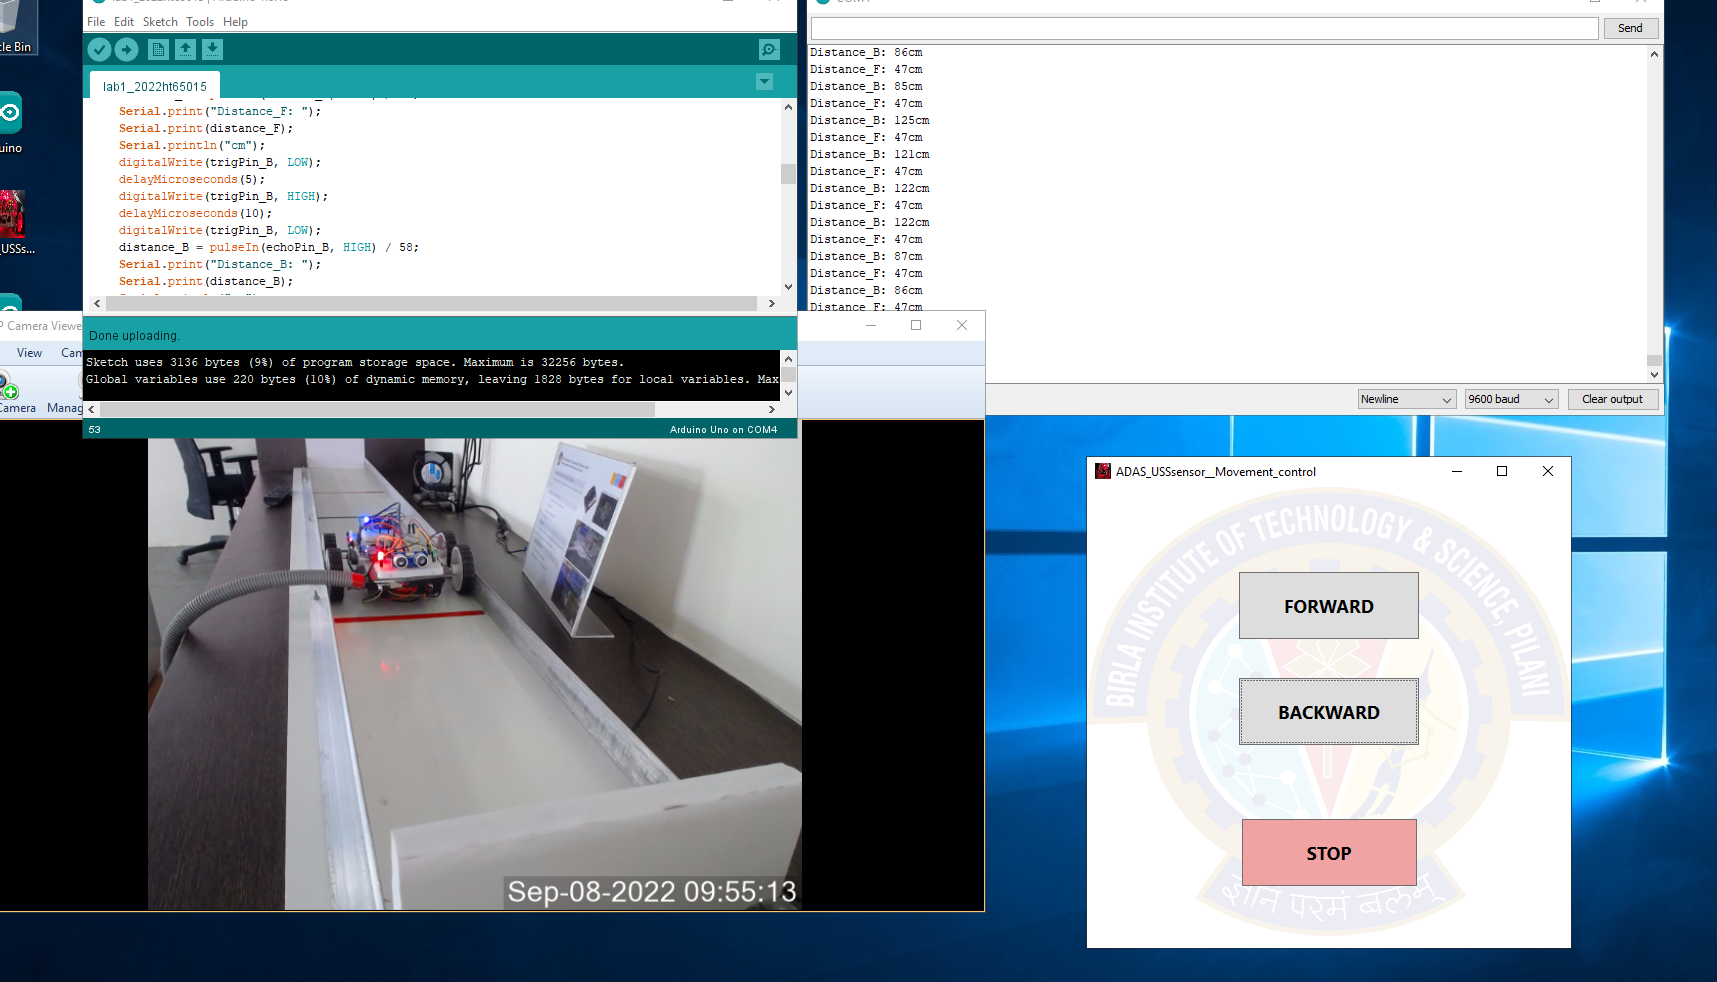 cle Bin
uino
_USSs...
File Edit Sketch Tools Help
lab1_2022ht65015
Serial.print("Distance_F: ");
Serial.print(distance_F);
Serial.println("cm");
digitalWrite(trigPin_B, LOW);
delayMicroseconds(5);
digitalWrite(trigPin_B, HIGH);
delayMicroseconds(10);
digitalWrite(trigPin_B, LOW);
distance_B = pulseIn(echoPin_B, HIGH) / 58;
Serial.print("Distance_B: ");
Serial.print(distance_B);
Done uploading.
Sketch uses 3136 bytes (9%) of program storage space. Maximum is 32256 bytes.
Global variables use 220 bytes (10%) of dynamic memory, leaving 1828 bytes for local variables. Max
53
Arduino Uno on COM4
Send
Distance_B: 86cm
Distance_F: 47cm
Distance_B: 85cm
Distance_F: 47cm
Distance_B: 125cm
Distance_F: 47cm
Distance_B: 121cm
Distance_F: 47cm
Distance_B: 122cm
Distance_F: 47cm
Distance_B: 122cm
Distance_F: 47cm
Distance_B: 87cm
Distance_F: 47cm
Distance_B: 86cm
Distance_F: 47cm
Newline
9600 baud
Clear output
P Camera Viewe
View Cam
Camera Manag
Sep-08-2022 09:55:13
ADAS_USSsensor__Movement_control
BIRLA INSTITUTE OF TECHNOLOGY & SCIENCE, PILANI
FORWARD
BACKWARD
STOP
ज्ञानं परमं बलम्